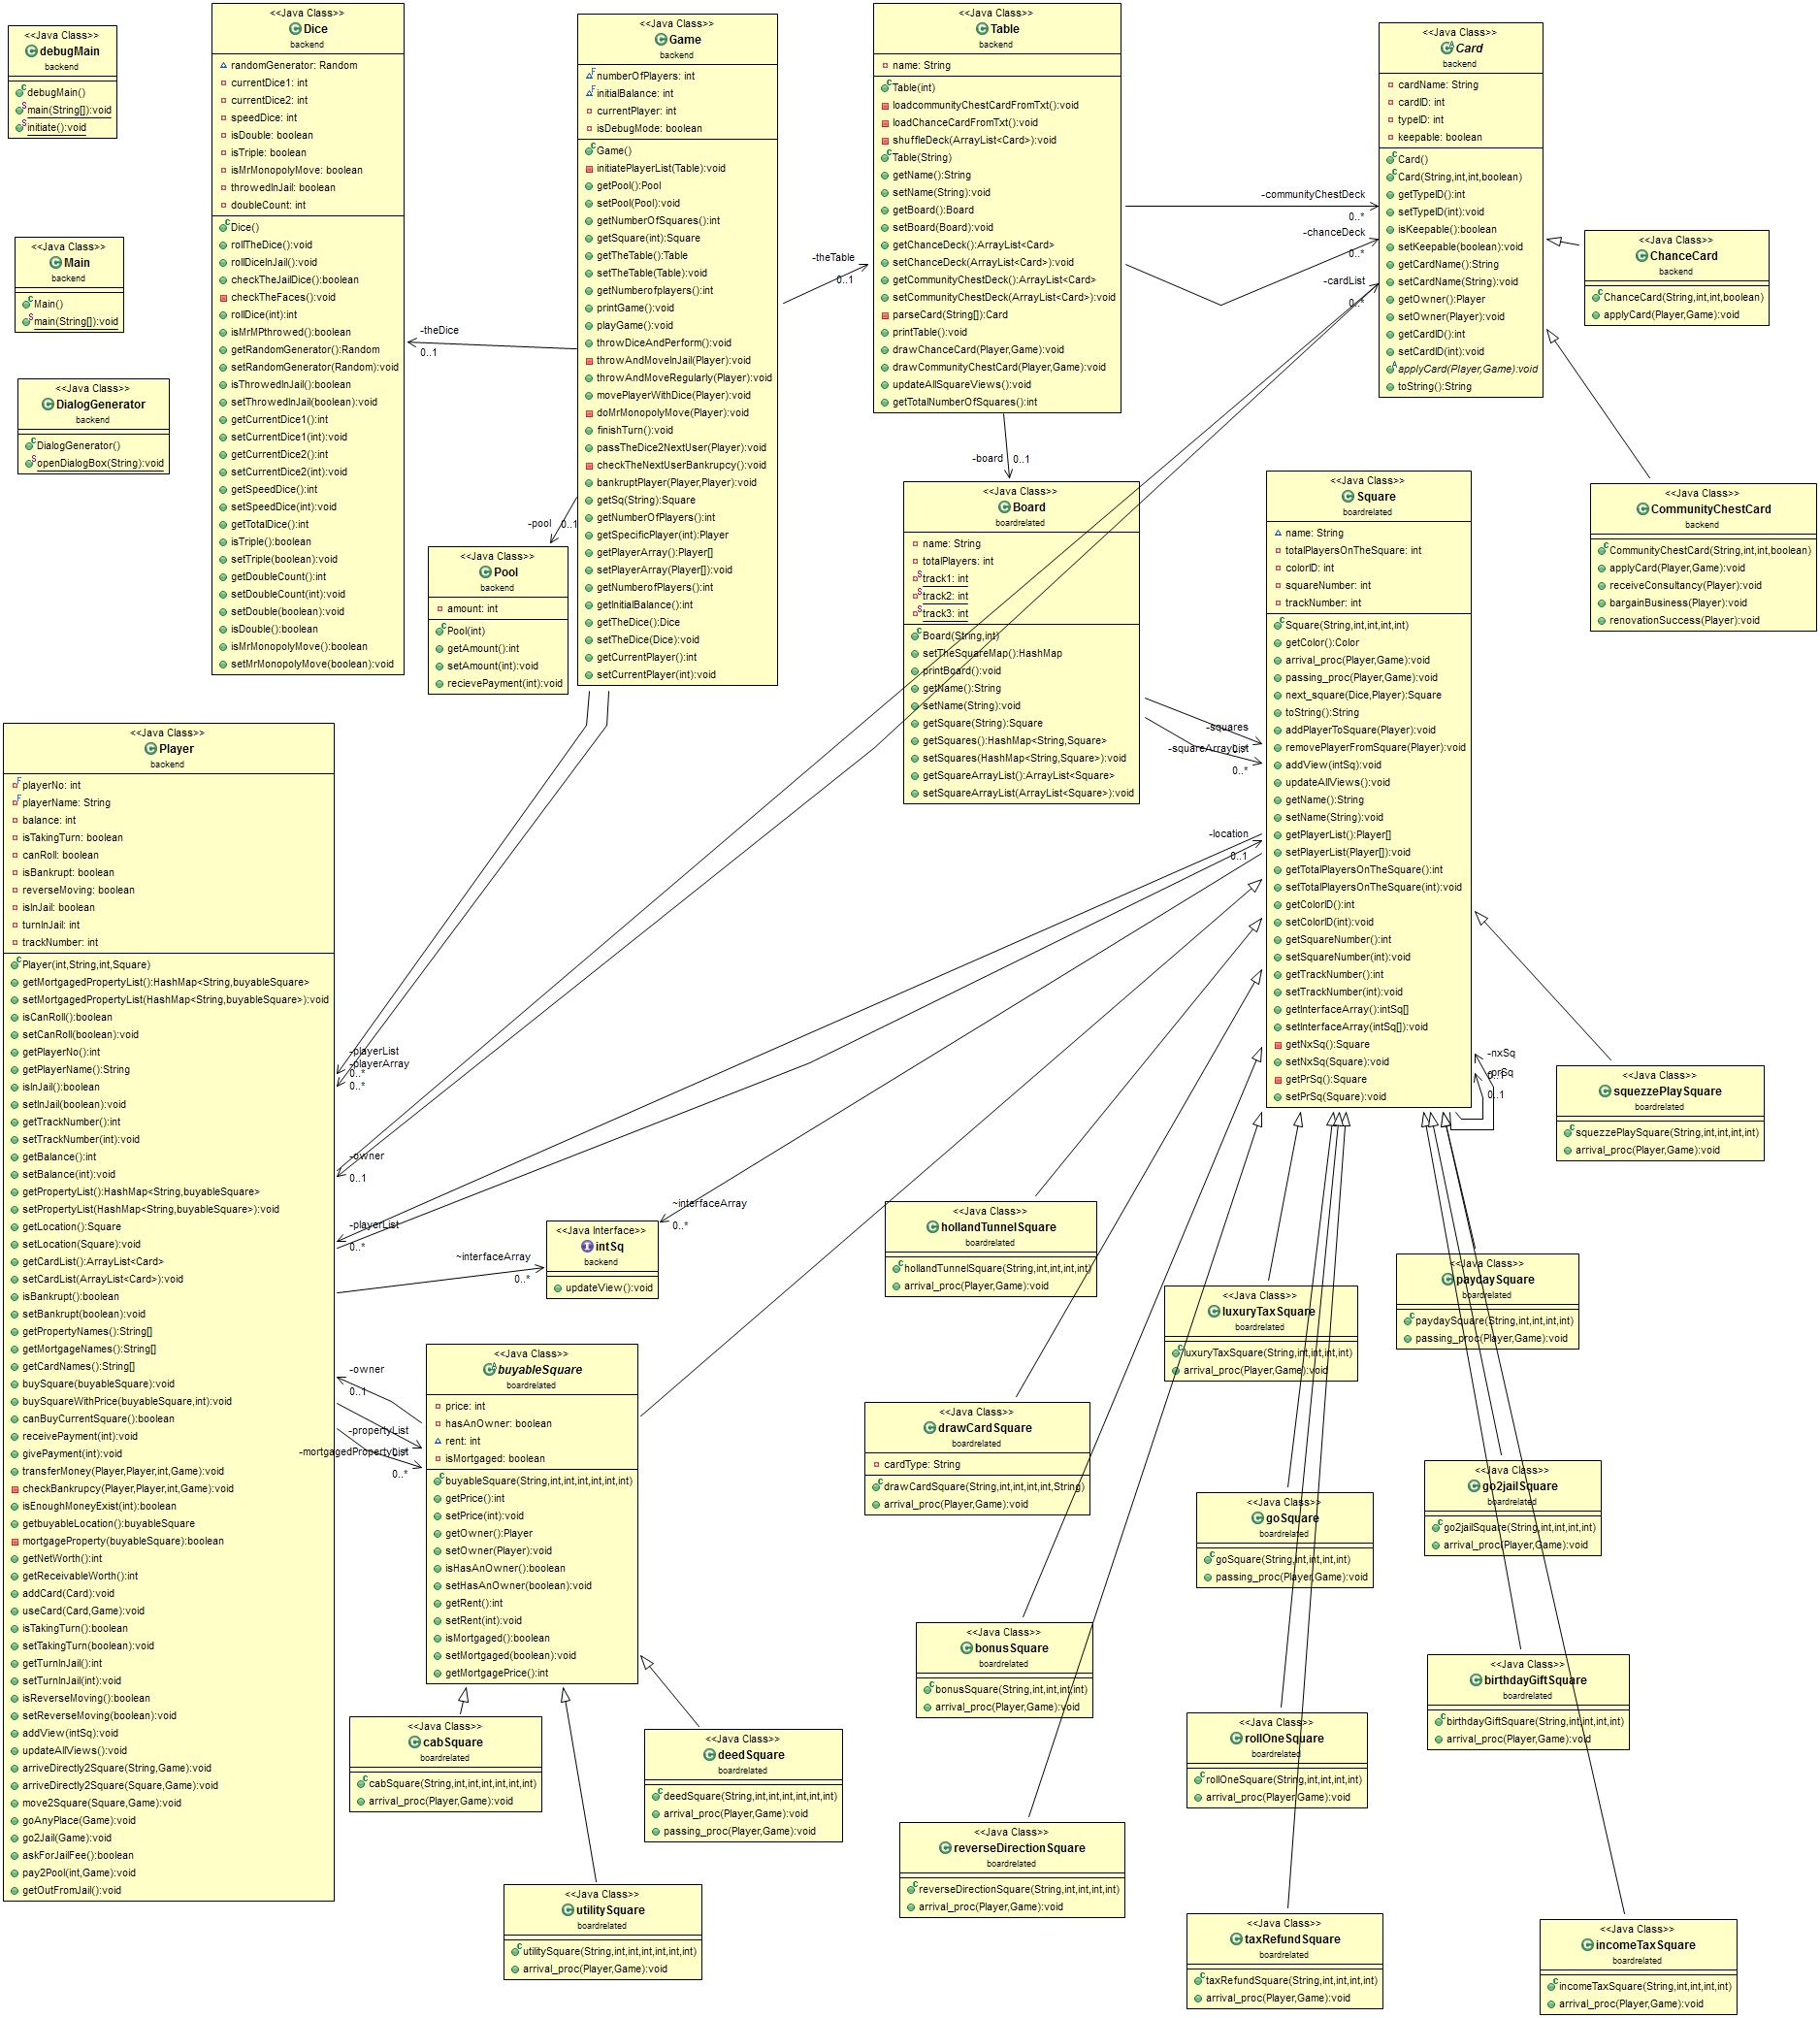 <<Java Class>>
debugMain
backend
debugMain()
main(String[]):void
initiate():void
<<Java Class>>
Main
backend
Main()
main(String[]):void
<<Java Class>>
DialogGenerator
backend
DialogGenerator()
openDialogBox(String):void
<<Java Class>>
Dice
backend
randomGenerator: Random
currentDice1: int
currentDice2: int
speedDice: int
isDouble: boolean
isTriple: boolean
isMrMonopolyMove: boolean
throwedInJail: boolean
doubleCount: int
Dice()
rollTheDice():void
rollDiceInJail():void
checkTheJailDice():boolean
checkTheFaces():void
rollDice(int):int
isMrMPthrowed():boolean
getRandomGenerator():Random
setRandomGenerator(Random):void
isThrowedInJail():boolean
setThrowedInJail(boolean):void
getCurrentDice1():int
setCurrentDice1(int):void
getCurrentDice2():int
setCurrentDice2(int):void
getSpeedDice():int
setSpeedDice(int):void
getTotalDice():int
isTriple():boolean
setTriple(boolean):void
getDoubleCount():int
setDoubleCount(int):void
setDouble(boolean):void
isDouble():boolean
isMrMonopolyMove():boolean
setMrMonopolyMove(boolean):void
-theDice
0..1
<<Java Class>>
Game
backend
numberOfPlayers: int
initialBalance: int
currentPlayer: int
isDebugMode: boolean
Game()
initiatePlayerList(Table):void
getPool():Pool
setPool(Pool):void
getNumberOfSquares():int
getSquare(int):Square
getTheTable():Table
setTheTable(Table):void
getNumberofplayers():int
printGame():void
playGame():void
throwDiceAndPerform():void
throwAndMoveInJail(Player):void
throwAndMoveRegularly(Player):void
movePlayerWithDice(Player):void
doMrMonopolyMove(Player):void
finishTurn():void
passTheDice2NextUser(Player):void
checkTheNextUserBankrupcy():void
bankruptPlayer(Player,Player):void
getSq(String):Square
getNumberOfPlayers():int
getSpecificPlayer(int):Player
getPlayerArray():Player[]
setPlayerArray(Player[]):void
getNumberofPlayers():int
getInitialBalance():int
getTheDice():Dice
setTheDice(Dice):void
getCurrentPlayer():int
setCurrentPlayer(int):void
-pool
0..1
<<Java Class>>
Pool
backend
amount: int
Pool(int)
getAmount():int
setAmount(int):void
recievePayment(int):void
-theTable
0..1
<<Java Class>>
Table
backend
name: String
Table(int)
loadcommunityChestCardFromTxt():void
loadChanceCardFromTxt():void
shuffleDeck(ArrayList<Card>):void
Table(String)
getName():String
setName(String):void
getBoard():Board
setBoard(Board):void
getChanceDeck():ArrayList<Card>
setChanceDeck(ArrayList<Card>):void
getCommunityChestDeck():ArrayList<Card>
setCommunityChestDeck(ArrayList<Card>):void
parseCard(String[]):Card
printTable():void
drawChanceCard(Player,Game):void
drawCommunityChestCard(Player,Game):void
updateAllSquareViews():void
getTotalNumberOfSquares():int
-communityChestDeck
0..*
-chanceDeck
0..*
-cardList
0..*
<<Java Class>>
Card
backend
cardName: String
cardID: int
typeID: int
keepable: boolean
Card()
Card(String,int,int,boolean)
getTypeID():int
setTypeID(int):void
isKeepable():boolean
setKeepable(boolean):void
getCardName():String
setCardName(String):void
getOwner():Player
setOwner(Player):void
getCardID():int
setCardID(int):void
applyCard(Player,Game):void
toString():String
<<Java Class>>
ChanceCard
backend
ChanceCard(String,int,int,boolean)
applyCard(Player,Game):void
<<Java Class>>
CommunityChestCard
backend
CommunityChestCard(String,int,int,boolean)
applyCard(Player,Game):void
receiveConsultancy(Player):void
bargainBusiness(Player):void
renovationSuccess(Player):void
-board
0..1
<<Java Class>>
Board
boardrelated
name: String
totalPlayers: int
track1: int
track2: int
track3: int
Board(String,int)
setTheSquareMap():HashMap
printBoard():void
getName():String
setName(String):void
getSquare(String):Square
getSquares():HashMap<String,Square>
setSquares(HashMap<String,Square>):void
getSquareArrayList():ArrayList<Square>
setSquareArrayList(ArrayList<Square>):void
-squares
-squareArrayList
0..*
<<Java Class>>
Square
boardrelated
name: String
totalPlayersOnTheSquare: int
colorID: int
squareNumber: int
trackNumber: int
Square(String,int,int,int,int)
getColor():Color
arrival_proc(Player,Game):void
passing_proc(Player,Game):void
next_square(Dice,Player):Square
toString():String
addPlayerToSquare(Player):void
removePlayerFromSquare(Player):void
addView(intSq):void
updateAllViews():void
getName():String
setName(String):void
getPlayerList():Player[]
setPlayerList(Player[]):void
getTotalPlayersOnTheSquare():int
setTotalPlayersOnTheSquare(int):void
getColorID():int
setColorID(int):void
getSquareNumber():int
setSquareNumber(int):void
getTrackNumber():int
setTrackNumber(int):void
getInterfaceArray():intSq[]
setInterfaceArray(intSq[]):void
getNxSq():Square
setNxSq(Square):void
getPrSq():Square
setPrSq(Square):void
-location
0..1
-nxSq
-prSq
0..1
<<Java Class>>
Player
backend
playerNo: int
playerName: String
balance: int
isTakingTurn: boolean
canRoll: boolean
isBankrupt: boolean
reverseMoving: boolean
isInJail: boolean
turnInJail: int
trackNumber: int
Player(int,String,int,Square)
getMortgagedPropertyList():HashMap<String,buyableSquare>
setMortgagedPropertyList(HashMap<String,buyableSquare>):void
isCanRoll():boolean
setCanRoll(boolean):void
getPlayerNo():int
getPlayerName():String
isInJail():boolean
setInJail(boolean):void
getTrackNumber():int
setTrackNumber(int):void
getBalance():int
setBalance(int):void
getPropertyList():HashMap<String,buyableSquare>
setPropertyList(HashMap<String,buyableSquare>):void
getLocation():Square
setLocation(Square):void
getCardList():ArrayList<Card>
setCardList(ArrayList<Card>):void
isBankrupt():boolean
setBankrupt(boolean):void
getPropertyNames():String[]
getMortgageNames():String[]
getCardNames():String[]
buySquare(buyableSquare):void
buySquareWithPrice(buyableSquare,int):void
canBuyCurrentSquare():boolean
receivePayment(int):void
givePayment(int):void
transferMoney(Player,Player,int,Game):void
checkBankrupcy(Player,Player,int,Game):void
isEnoughMoneyExist(int):boolean
getbuyableLocation():buyableSquare
mortgageProperty(buyableSquare):boolean
getNetWorth():int
getReceivableWorth():int
addCard(Card):void
useCard(Card,Game):void
isTakingTurn():boolean
setTakingTurn(boolean):void
getTurnInJail():int
setTurnInJail(int):void
isReverseMoving():boolean
setReverseMoving(boolean):void
addView(intSq):void
updateAllViews():void
arriveDirectly2Square(String,Game):void
arriveDirectly2Square(Square,Game):void
move2Square(Square,Game):void
goAnyPlace(Game):void
go2Jail(Game):void
askForJailFee():boolean
pay2Pool(int,Game):void
getOutFromJail():void
-playerList
-playerArray
0..*
0..*
-owner
0..1
-playerList
0..*
~interfaceArray
0..*
~interfaceArray
0..*
<<Java Interface>>
intSq
backend
updateView():void
-owner
0..1
-propertyList
-mortgagedPropertyList
0..*
<<Java Class>>
buyableSquare
boardrelated
price: int
hasAnOwner: boolean
rent: int
isMortgaged: boolean
buyableSquare(String,int,int,int,int,int,int)
getPrice():int
setPrice(int):void
getOwner():Player
setOwner(Player):void
isHasAnOwner():boolean
setHasAnOwner(boolean):void
getRent():int
setRent(int):void
isMortgaged():boolean
setMortgaged(boolean):void
getMortgagePrice():int
<<Java Class>>
cabSquare
boardrelated
cabSquare(String,int,int,int,int,int,int)
arrival_proc(Player,Game):void
<<Java Class>>
deedSquare
boardrelated
deedSquare(String,int,int,int,int,int,int)
arrival_proc(Player,Game):void
passing_proc(Player,Game):void
<<Java Class>>
utilitySquare
boardrelated
utilitySquare(String,int,int,int,int,int,int)
arrival_proc(Player,Game):void
<<Java Class>>
squezzePlaySquare
boardrelated
squezzePlaySquare(String,int,int,int,int)
arrival_proc(Player,Game):void
<<Java Class>>
hollandTunnelSquare
boardrelated
hollandTunnelSquare(String,int,int,int,int)
arrival_proc(Player,Game):void
<<Java Class>>
luxuryTaxSquare
boardrelated
luxuryTaxSquare(String,int,int,int,int)
arrival_proc(Player,Game):void
<<Java Class>>
paydaySquare
boardrelated
paydaySquare(String,int,int,int,int)
passing_proc(Player,Game):void
<<Java Class>>
drawCardSquare
boardrelated
cardType: String
drawCardSquare(String,int,int,int,int,String)
arrival_proc(Player,Game):void
<<Java Class>>
goSquare
boardrelated
goSquare(String,int,int,int,int)
passing_proc(Player,Game):void
<<Java Class>>
go2jailSquare
boardrelated
go2jailSquare(String,int,int,int,int)
arrival_proc(Player,Game):void
<<Java Class>>
bonusSquare
boardrelated
bonusSquare(String,int,int,int,int)
arrival_proc(Player,Game):void
<<Java Class>>
birthdayGiftSquare
boardrelated
birthdayGiftSquare(String,int,int,int,int)
arrival_proc(Player,Game):void
<<Java Class>>
rollOneSquare
boardrelated
rollOneSquare(String,int,int,int,int)
arrival_proc(Player,Game):void
<<Java Class>>
reverseDirectionSquare
boardrelated
reverseDirectionSquare(String,int,int,int,int)
arrival_proc(Player,Game):void
<<Java Class>>
taxRefundSquare
boardrelated
taxRefundSquare(String,int,int,int,int)
arrival_proc(Player,Game):void
<<Java Class>>
incomeTaxSquare
boardrelated
incomeTaxSquare(String,int,int,int,int)
arrival_proc(Player,Game):void